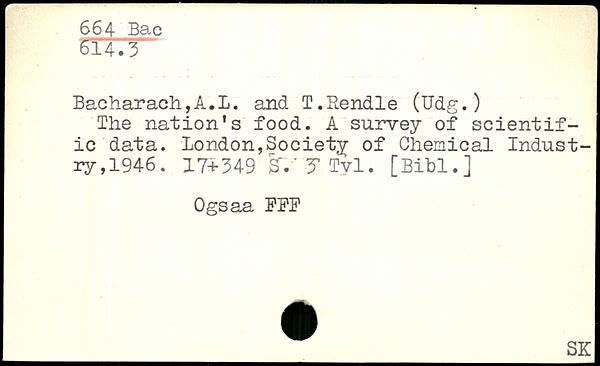 664 Bac
614.3
Bacharach,A.L. and T.Rendle (Udg.)
The nation's food. A survey of scientif-
ic data. London,Society of Chemical Indust-
ry,1946. 17+349 S. 3 Tvl. [Bibl.]
Ogsaa FFF
SK